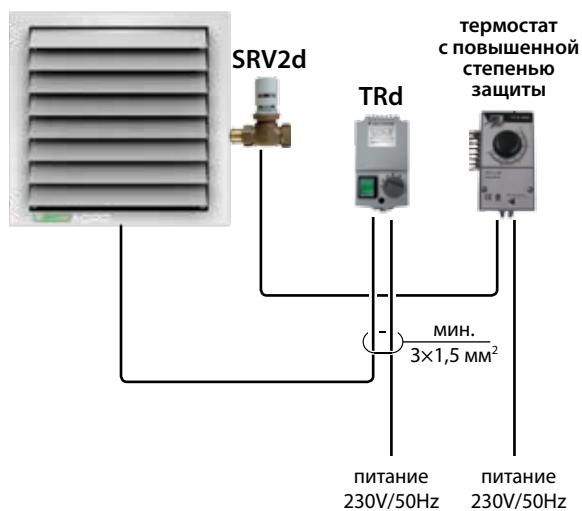 термостат
с повышенной
степенью
защиты
SRV2d
TRd
мин.
3×1,5 мм²
питание
230V/50Hz
питание
230V/50Hz